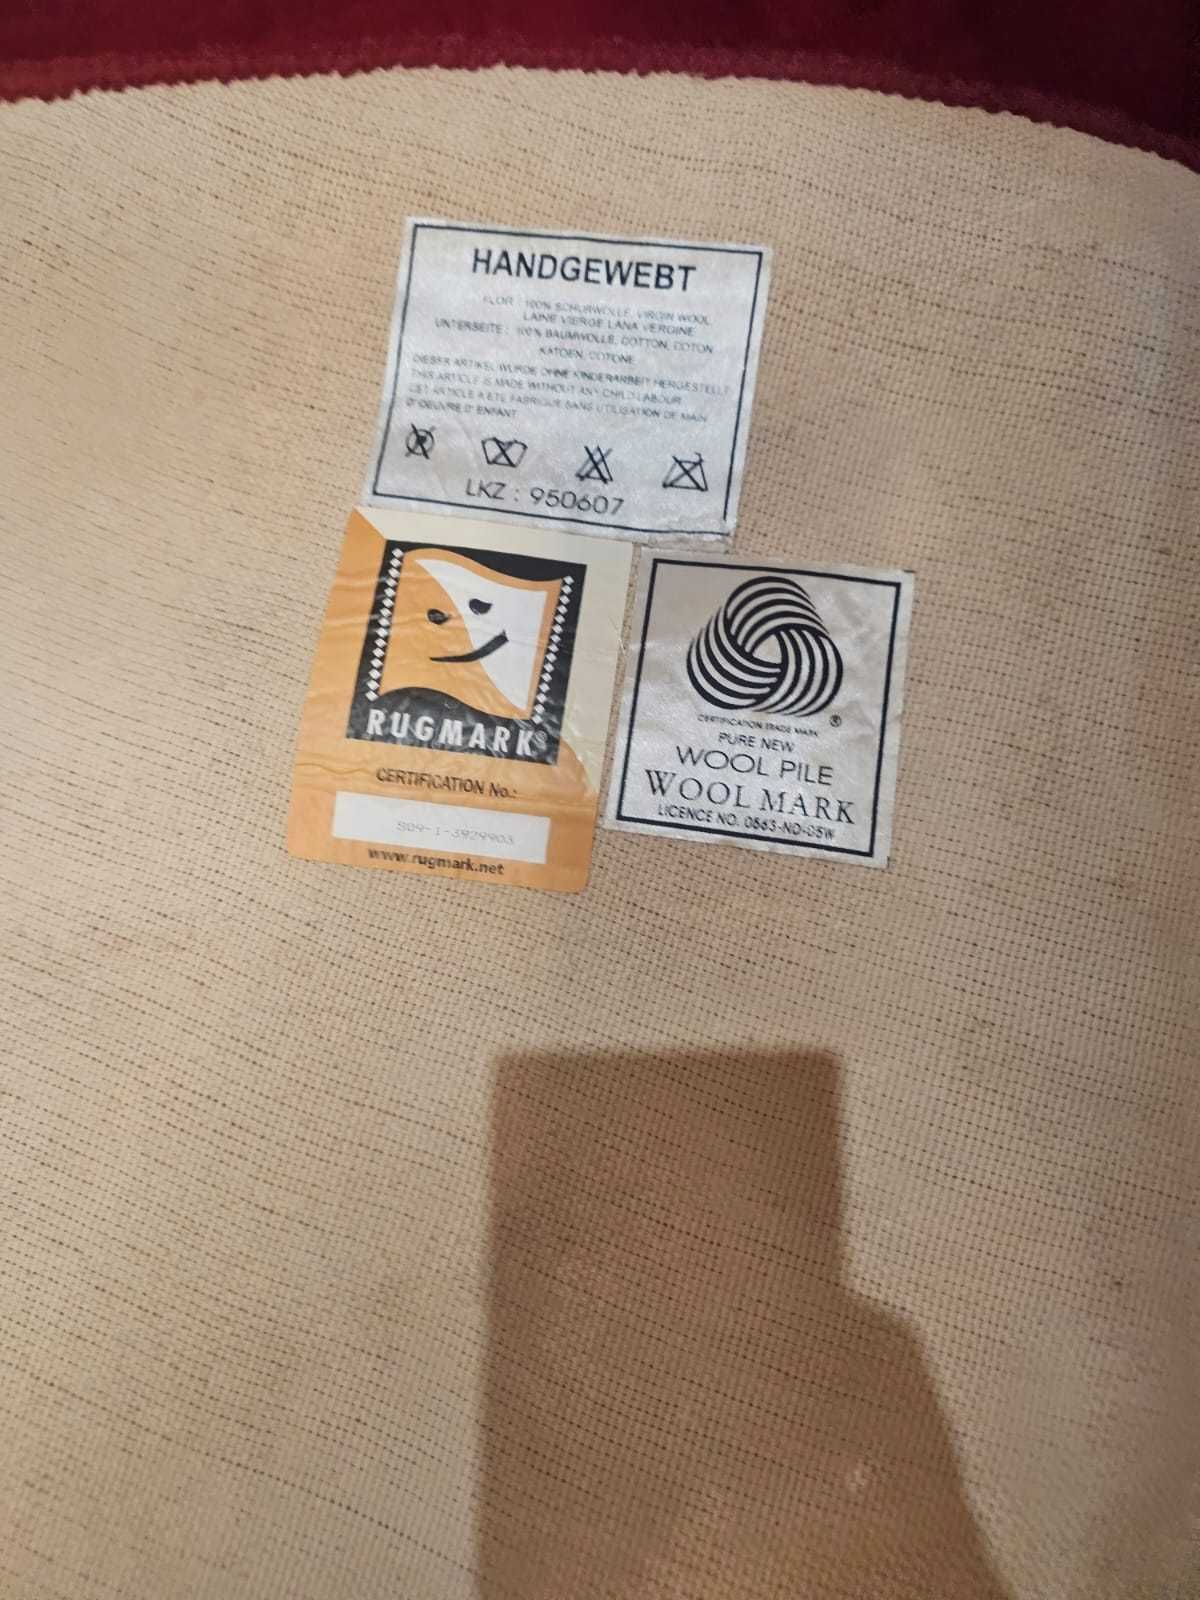 HANDGEWEBT
FLOR : 100% SCHURWOLLE, VIRGIN WOOL
LAINE VIERGE LANA VERGINE
UNTERSEITE : 100% BAUMWOLLE, COTTON, COTON
KATOEN, COTONE
DIESER ARTIKEL WURDE OHNE KINDERARBEIT HERGESTELLT
THIS ARTICLE IS MADE WITHOUT ANY CHILD LABOUR
CET ARTICLE A ETE FABRIQUE SANS UTILISATION DE MAIN
D'OEUVRE D'ENFANT
LKZ : 950607
RUGMARK®
CERTIFICATION No.:
S09-1-3929903
www.rugmark.net
®
CERTIFICATION TRADE MARK
PURE NEW
WOOL PILE
WOOL MARK
LICENCE NO. 0563-ND-05W